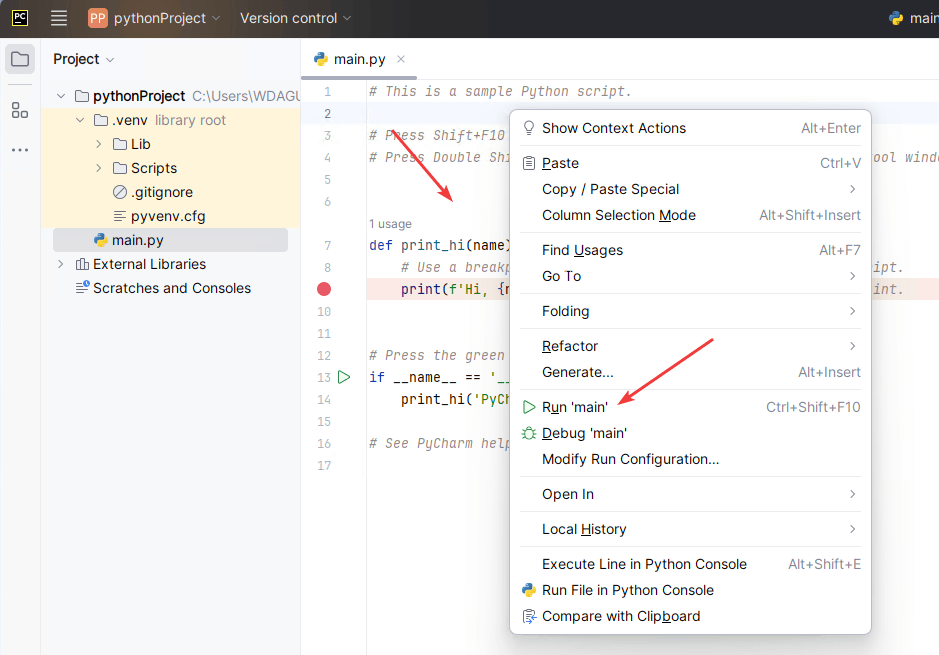 PC PP pythonProject Version control main
Project
main.py
pythonProject C:\Users\WDAGU
.venv library root
Lib
Scripts
.gitignore
pyvenv.cfg
main.py
External Libraries
Scratches and Consoles
1 # This is a sample Python script.
2
3 # Press Shift+F10
4 # Press Double Shi ool windo
5
6
1 usage
7 def print_hi(name)
8 # Use a breakp ipt.
print(f'Hi, {n int.
10
11
12 # Press the green
13 if __name__ == '__
14 print_hi('PyCh
15
16 # See PyCharm help
17
Show Context Actions Alt+Enter
Paste Ctrl+V
Copy / Paste Special
Column Selection Mode Alt+Shift+Insert
Find Usages Alt+F7
Go To
Folding
Refactor
Generate... Alt+Insert
Run 'main' Ctrl+Shift+F10
Debug 'main'
Modify Run Configuration...
Open In
Local History
Execute Line in Python Console Alt+Shift+E
Run File in Python Console
Compare with Clipboard